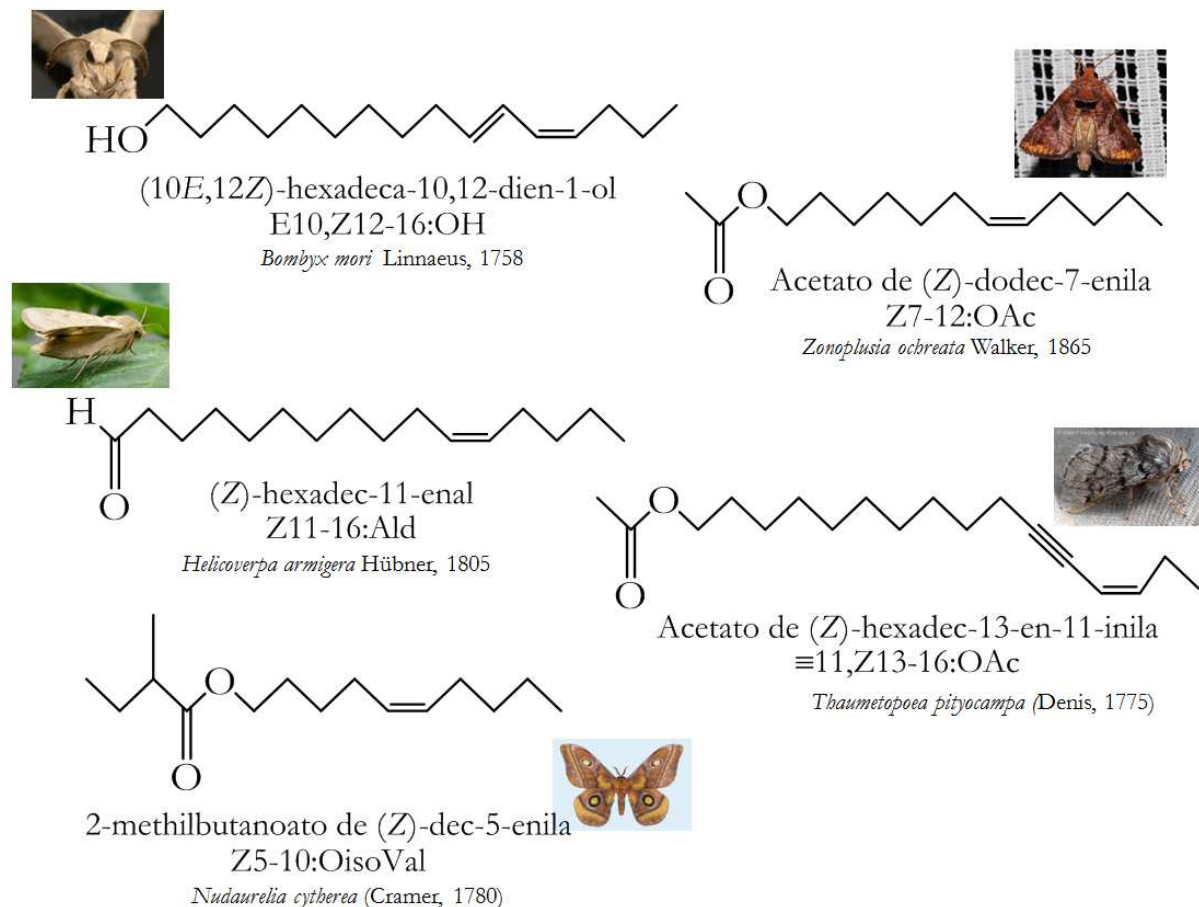 HO
(10E,12Z)-hexadeca-10,12-dien-1-ol
E10,Z12-16:OH
Bombyx mori Linnaeus, 1758
O
O
Acetato de (Z)-dodec-7-enila
Z7-12:OAc
Zonoplusia ochreata Walker, 1865
H
O
(Z)-hexadec-11-enal
Z11-16:Ald
Helicoverpa armigera Hübner, 1805
O
O
Acetato de (Z)-hexadec-13-en-11-inila
≡11,Z13-16:OAc
Thaumetopoea pityocampa (Denis, 1775)
O
O
2-methilbutanoato de (Z)-dec-5-enila
Z5-10:OisoVal
Nudaurelia cytherea (Cramer, 1780)